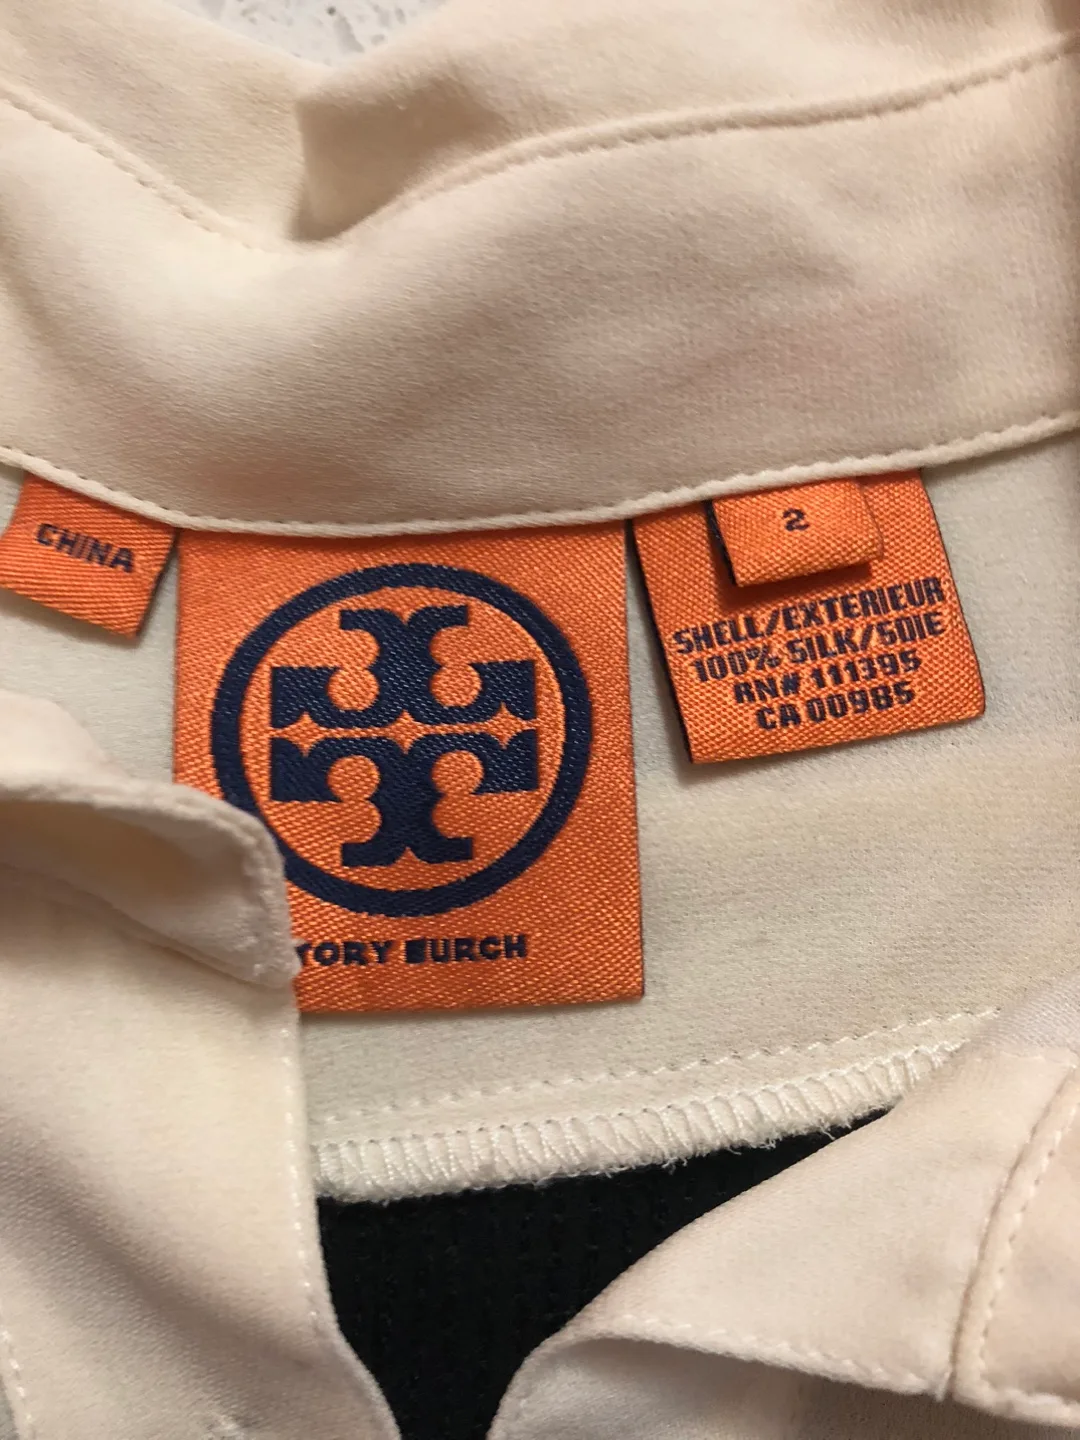 CHINA
TORY BURCH
2
SHELL/EXTERIEUR
100% SILK/SOIE
RN# 111395
CA 00985